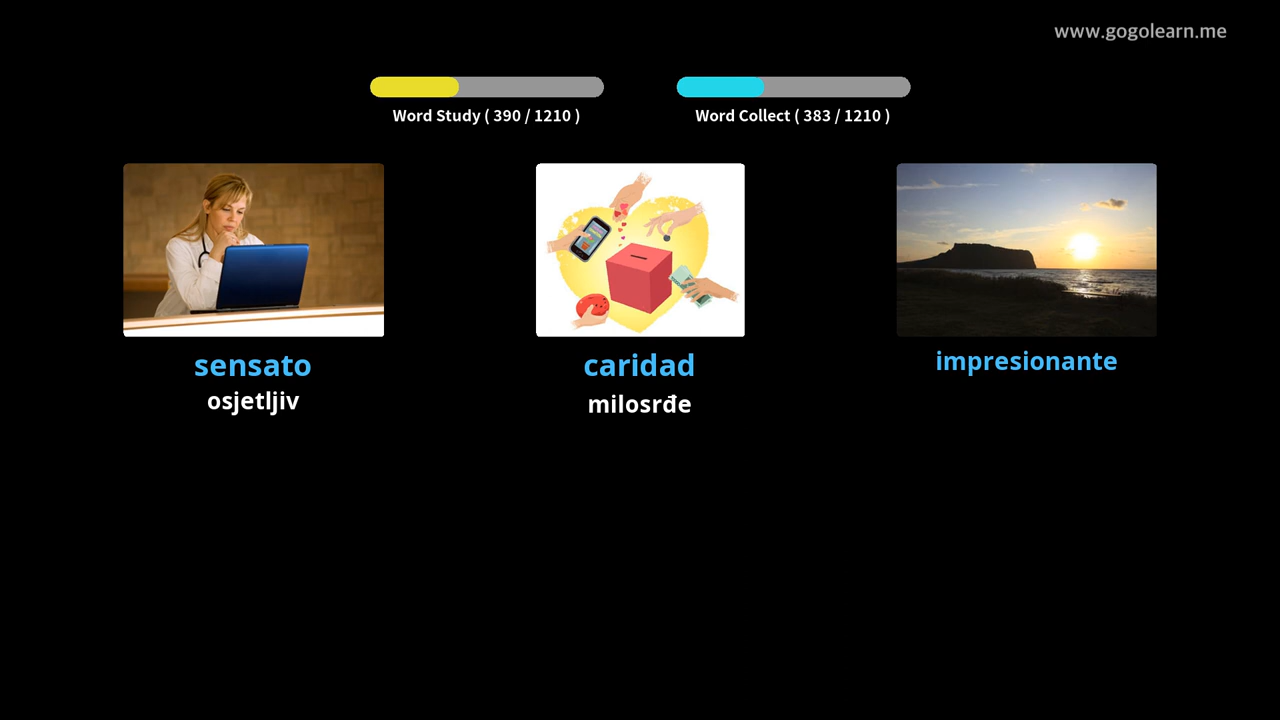 www.gogolearn.me
Word Study ( 390 / 1210 )
Word Collect ( 383 / 1210 )
sensato
osjetljiv
caridad
milosrđe
impresionante